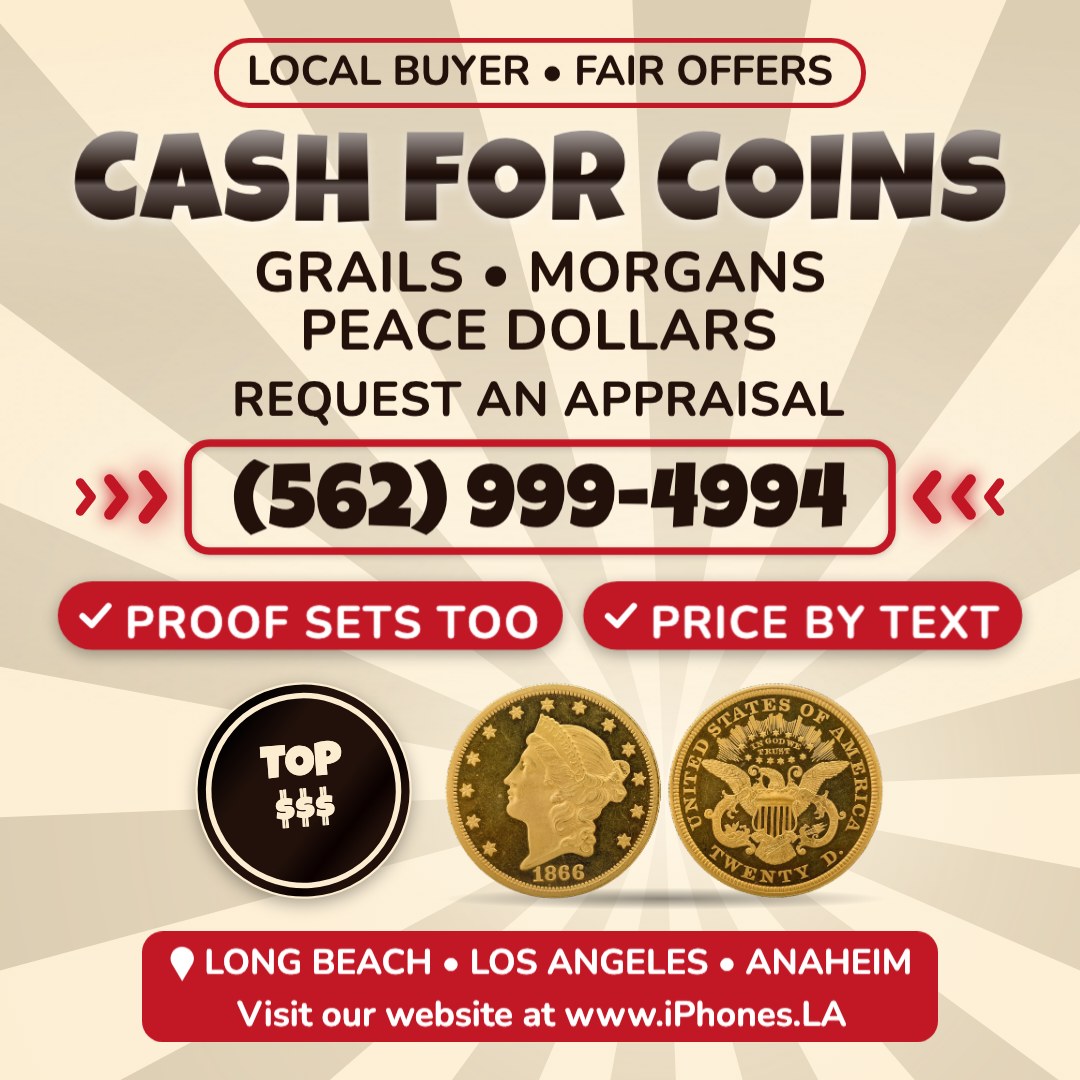 LOCAL BUYER • FAIR OFFERS
CASH FOR COINS
GRAILS • MORGANS
PEACE DOLLARS
REQUEST AN APPRAISAL
(562) 999-4994
PROOF SETS TOO
PRICE BY TEXT
TOP
$$$
1866
UNITED STATES OF AMERICA
IN GOD WE
TRUST
TWENTY D.
LONG BEACH • LOS ANGELES • ANAHEIM
Visit our website at www.iPhones.LA